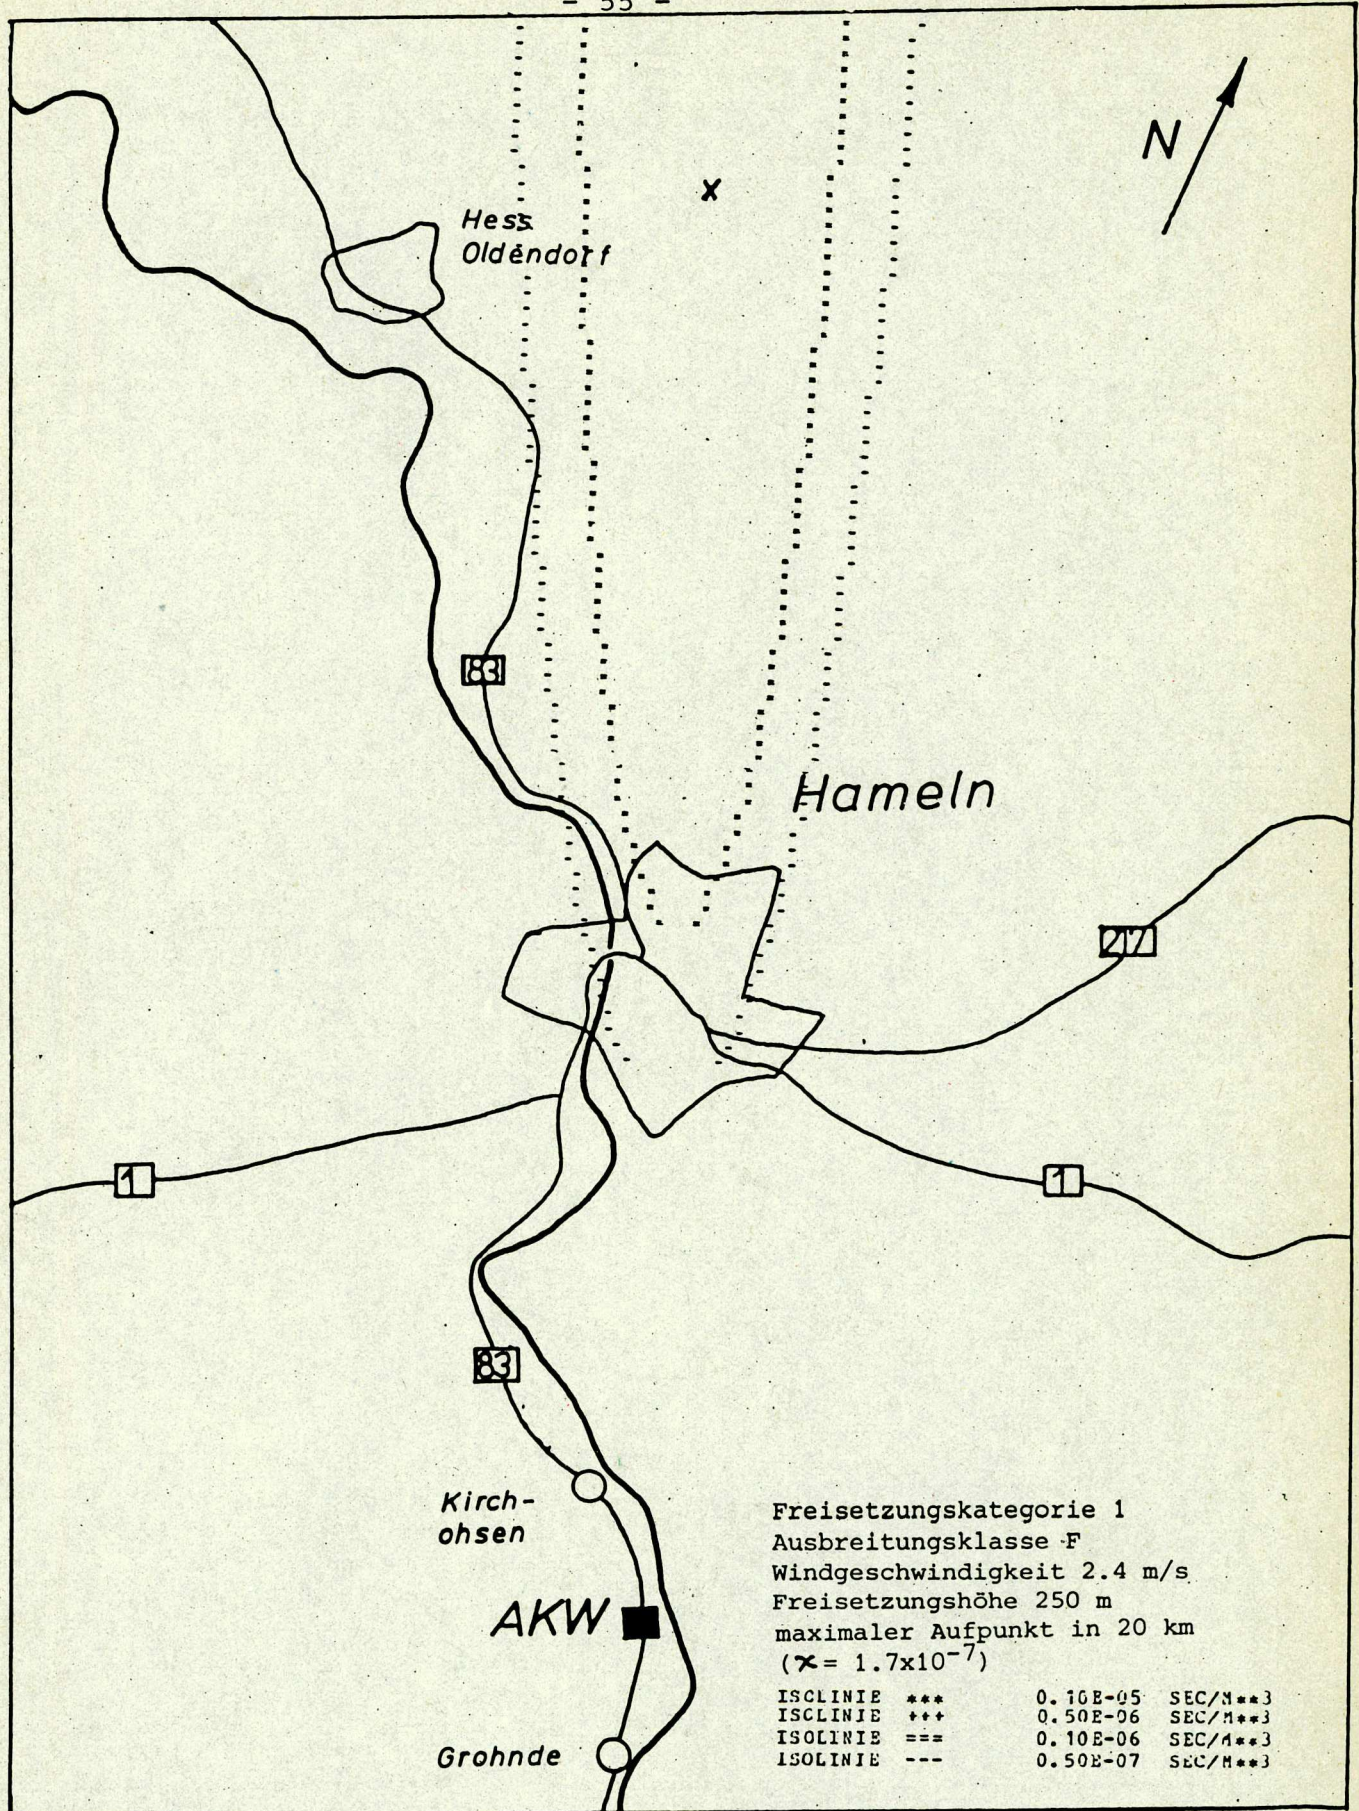 - 55 -
N
x
Hess.
Oldendorf
83
Hameln
217
1
1
83
Kirch-
ohsen
AKW
Grohnde
Freisetzungskategorie 1
Ausbreitungsklasse F
Windgeschwindigkeit 2.4 m/s
Freisetzungshöhe 250 m
maximaler Aufpunkt in 20 km
(x = 1.7x10⁻⁷)
ISCLINIE *** 0.10E-05 SEC/M**3
ISCLINIE +++ 0.50E-06 SEC/M**3
ISOLINIE === 0.10E-06 SEC/M**3
ISOLINIE --- 0.50E-07 SEC/M**3